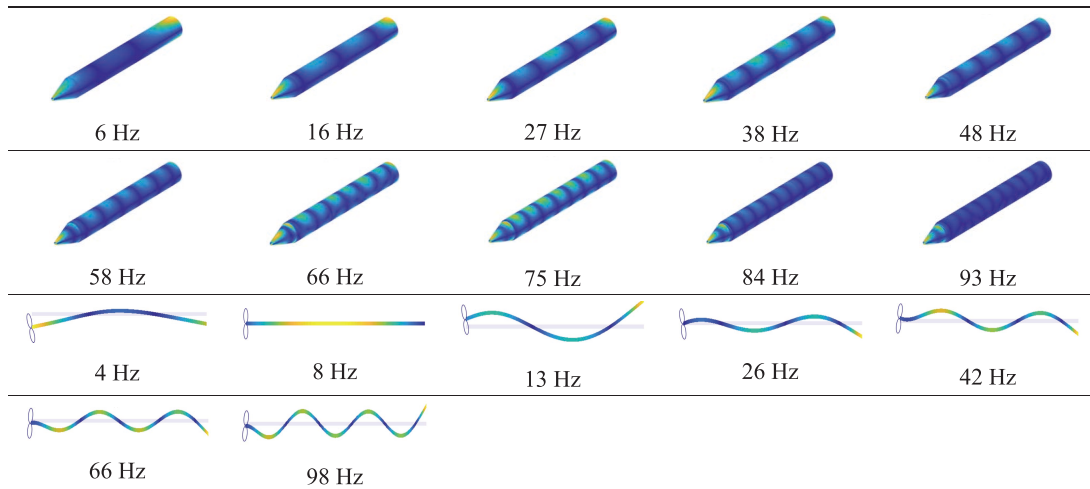 6 Hz 16 Hz 27 Hz 38 Hz 48 Hz
58 Hz 66 Hz 75 Hz 84 Hz 93 Hz
4 Hz 8 Hz 13 Hz 26 Hz 42 Hz
66 Hz 98 Hz